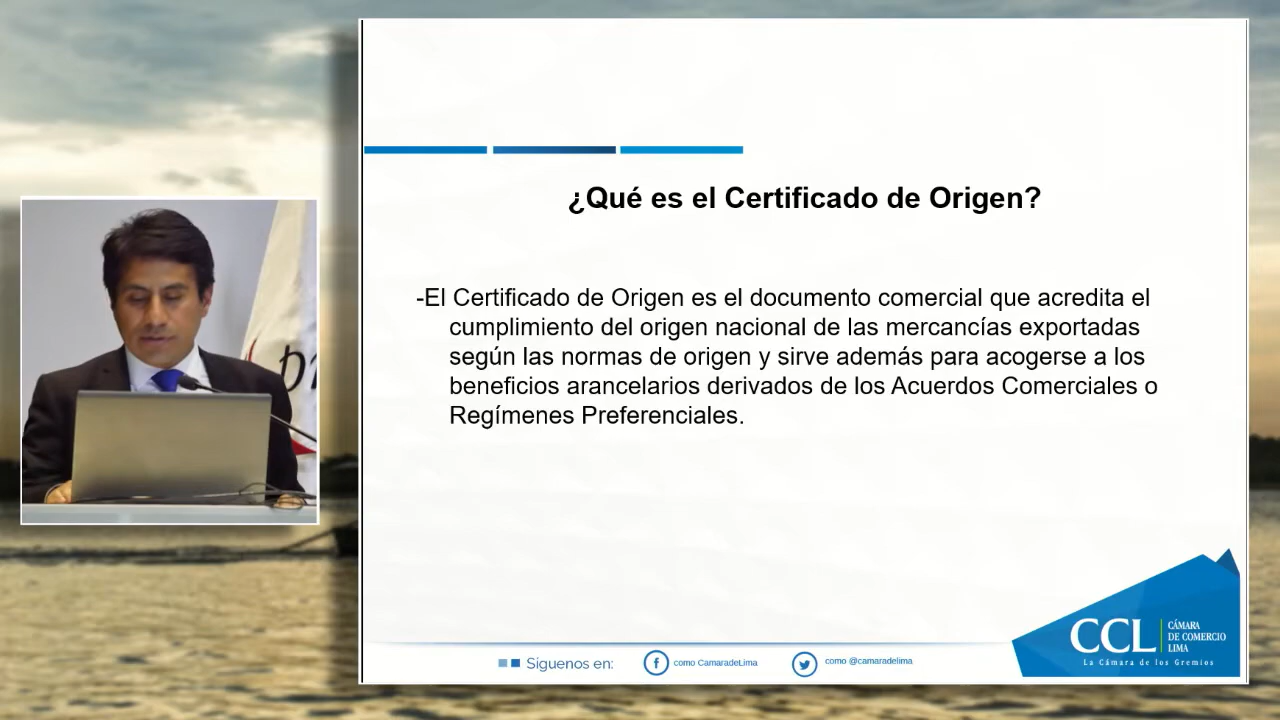 ¿Qué es el Certificado de Origen?
-El Certificado de Origen es el documento comercial que acredita el
cumplimiento del origen nacional de las mercancías exportadas
según las normas de origen y sirve además para acogerse a los
beneficios arancelarios derivados de los Acuerdos Comerciales o
Regímenes Preferenciales.
CCL
CÁMARA
DE COMERCIO
LIMA
La Cámara de los Gremios
Síguenos en:
como CamaradeLima
como @camaradelima